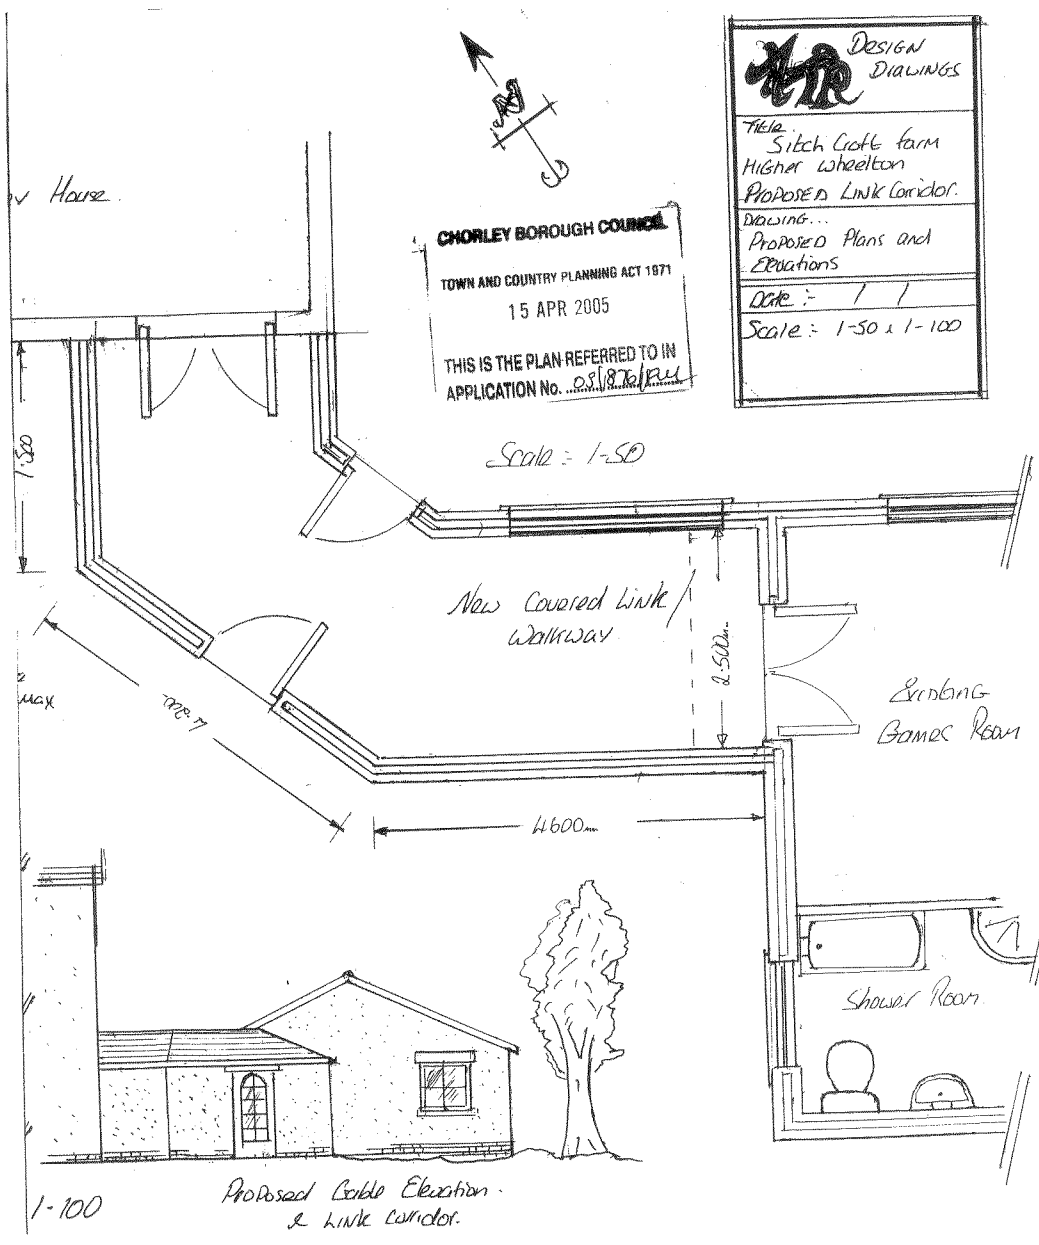 DESIGN
DRAWINGS
Title..
Sitch Croft Farm
Higher Wheelton
Proposed Link Corridor.
Drawing...
Proposed Plans and
Elevations
Date :- / /
Scale :- 1-50 & 1-100
House.
CHORLEY BOROUGH COUNCIL
TOWN AND COUNTRY PLANNING ACT 1971
15 APR 2005
THIS IS THE PLAN REFERRED TO IN
APPLICATION No.
Scale :- 1-50
New Covered Link
Walkway
2.500mm
Existing
Games Room
max
4600mm
Shower Room
1-100
Proposed Gable Elevation.
& Link Corridor.